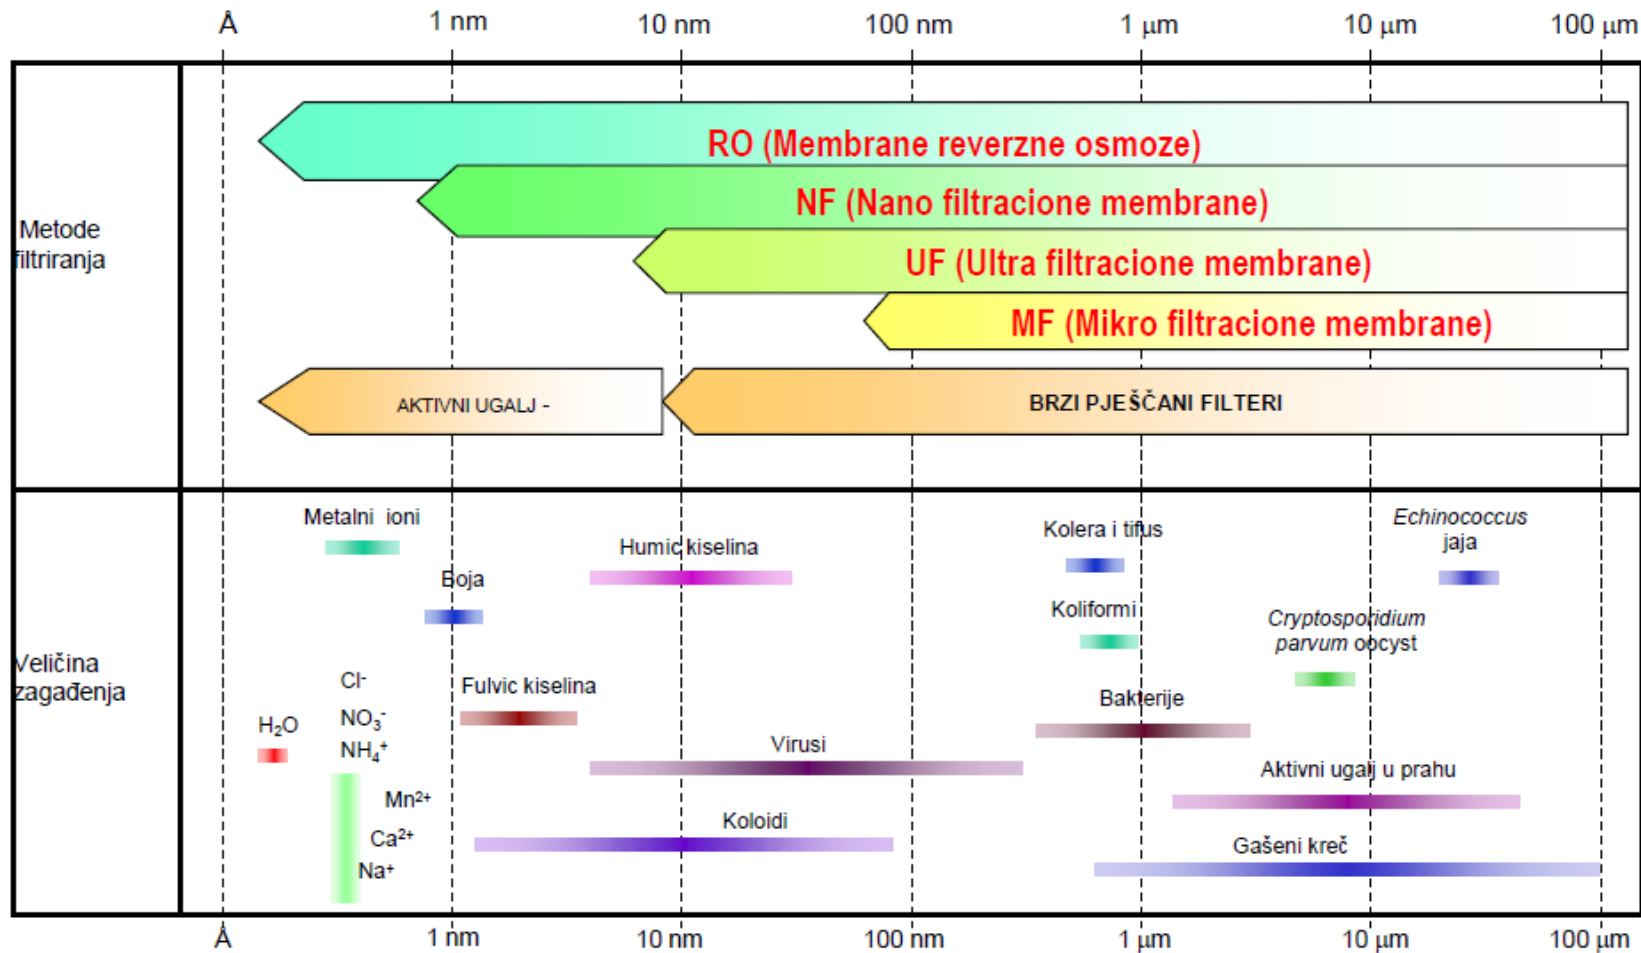 Å 1 nm 10 nm 100 nm 1 μm 10 μm 100 μm
Metode
filtriranja
RO (Membrane reverzne osmoze)
NF (Nano filtracione membrane)
UF (Ultra filtracione membrane)
MF (Mikro filtracione membrane)
AKTIVNI UGALJ -
BRZI PJEŠČANI FILTERI
Veličina
zagađenja
Metalni ioni
Boja
Humic kiselina
Kolera i tifus
Echinococcus
jaja
Koliformi
Cryptosporidium
parvum oocyst
Cl⁻
NO₃⁻
NH₄⁺
H₂O
Fulvic kiselina
Bakterije
Virusi
Aktivni ugalj u prahu
Mn²⁺
Ca²⁺
Na⁺
Koloidi
Gašeni kreč
Å 1 nm 10 nm 100 nm 1 μm 10 μm 100 μm